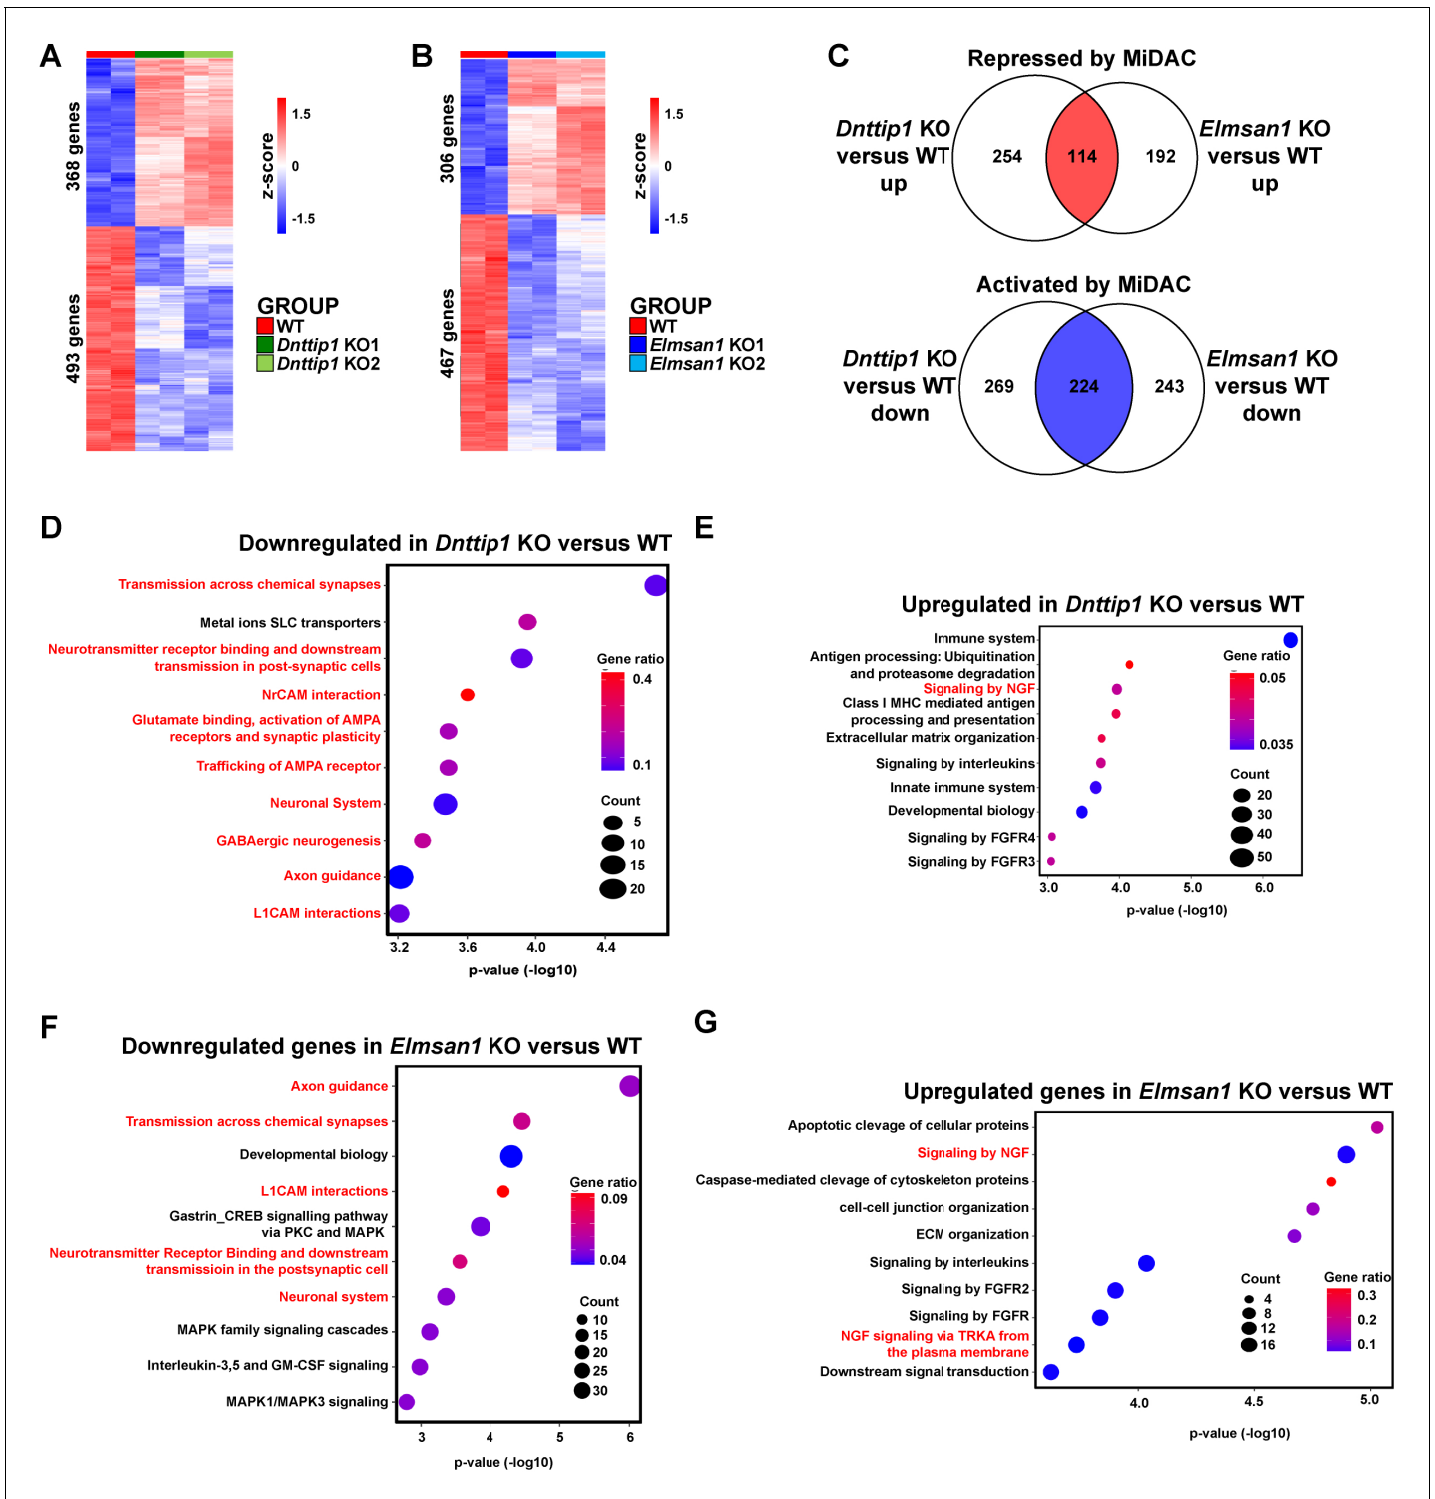 A
368 genes
493 genes
z-score
1.5
0
-1.5
GROUP
WT
Dnttip1 KO1
Dnttip1 KO2
B
306 genes
467 genes
z-score
1.5
0
-1.5
GROUP
WT
Elmsan1 KO1
Elmsan1 KO2
C
Repressed by MiDAC
Dnttip1 KO
versus WT
up
254
114
192
Elmsan1 KO
versus WT
up
Activated by MiDAC
Dnttip1 KO
versus WT
down
269
224
243
Elmsan1 KO
versus WT
down
D
Downregulated in Dnttip1 KO versus WT
Transmission across chemical synapses
Metal ions SLC transporters
Neurotransmitter receptor binding and downstream
transmission in post-synaptic cells
NrCAM interaction
Glutamate binding, activation of AMPA
receptors and synaptic plasticity
Trafficking of AMPA receptor
Neuronal System
GABAergic neurogenesis
Axon guidance
L1CAM interactions
Gene ratio
0.4
0.1
Count
5
10
15
20
3.2
3.6
4.0
4.4
p-value (-log10)
E
Upregulated in Dnttip1 KO versus WT
Immune system
Antigen processing: Ubiquitination
and proteasome degradation
Signaling by NGF
Class I MHC mediated antigen
processing and presentation
Extracellular matrix organization
Signaling by interleukins
Innate immune system
Developmental biology
Signaling by FGFR4
Signaling by FGFR3
Gene ratio
0.05
0.035
Count
20
30
40
50
3.0
4.0
5.0
6.0
p-value (-log10)
F
Downregulated genes in Elmsan1 KO versus WT
Axon guidance
Transmission across chemical synapses
Developmental biology
L1CAM interactions
Gastrin_CREB signalling pathway
via PKC and MAPK
Neurotransmitter Receptor Binding and downstream
transmissioin in the postsynaptic cell
Neuronal system
MAPK family signaling cascades
Interleukin-3,5 and GM-CSF signaling
MAPK1/MAPK3 signaling
Gene ratio
0.09
0.04
Count
10
15
20
25
30
3
4
5
6
p-value (-log10)
G
Upregulated genes in Elmsan1 KO versus WT
Apoptotic clevage of cellular proteins
Signaling by NGF
Caspase-mediated clevage of cytoskeleton proteins
cell-cell junction organization
ECM organization
Signaling by interleukins
Signaling by FGFR2
Signaling by FGFR
NGF signaling via TRKA from
the plasma membrane
Downstream signal transduction
Count
4
8
12
16
Gene ratio
0.3
0.2
0.1
4.0
4.5
5.0
p-value (-log10)